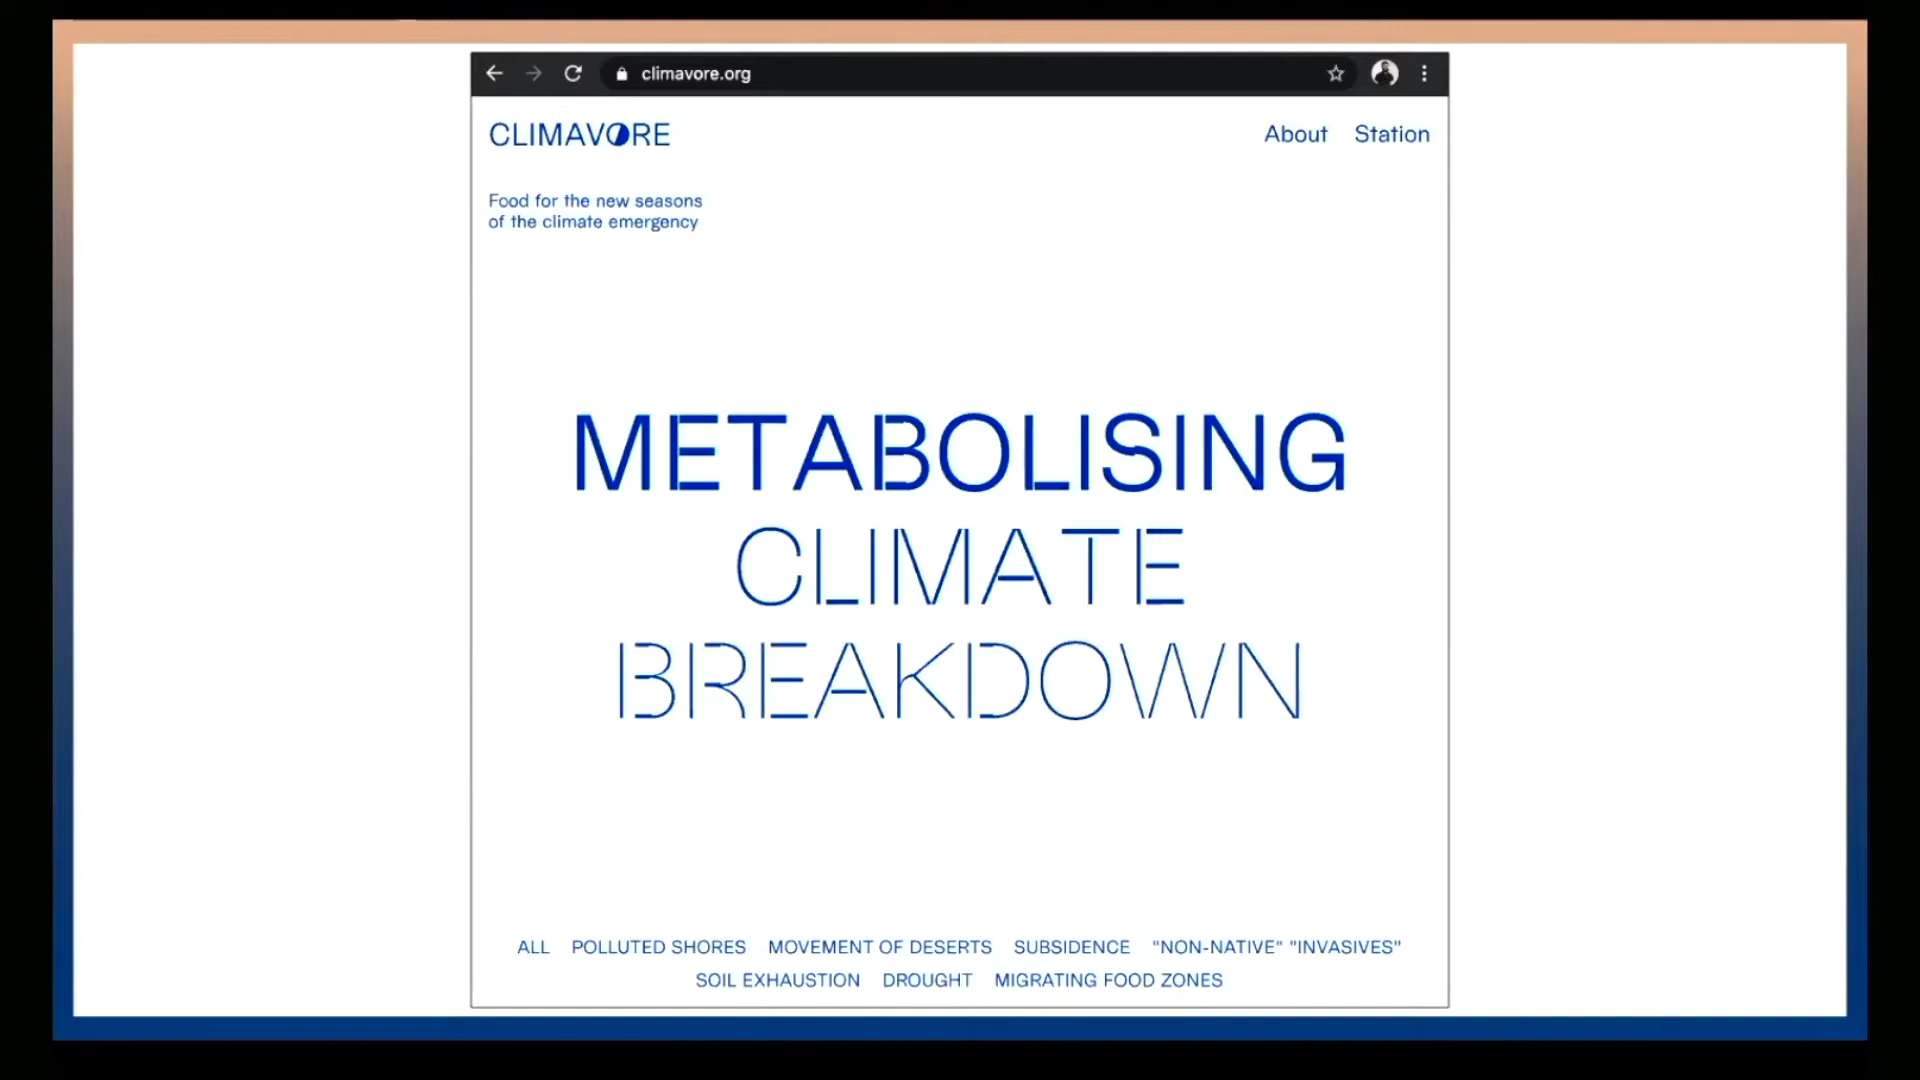 climavore.org
CLIMAVORE
About Station
Food for the new seasons
of the climate emergency
METABOLISING
CLIMATE
BREAKDOWN
ALL POLLUTED SHORES MOVEMENT OF DESERTS SUBSIDENCE "NON-NATIVE" "INVASIVES"
SOIL EXHAUSTION DROUGHT MIGRATING FOOD ZONES